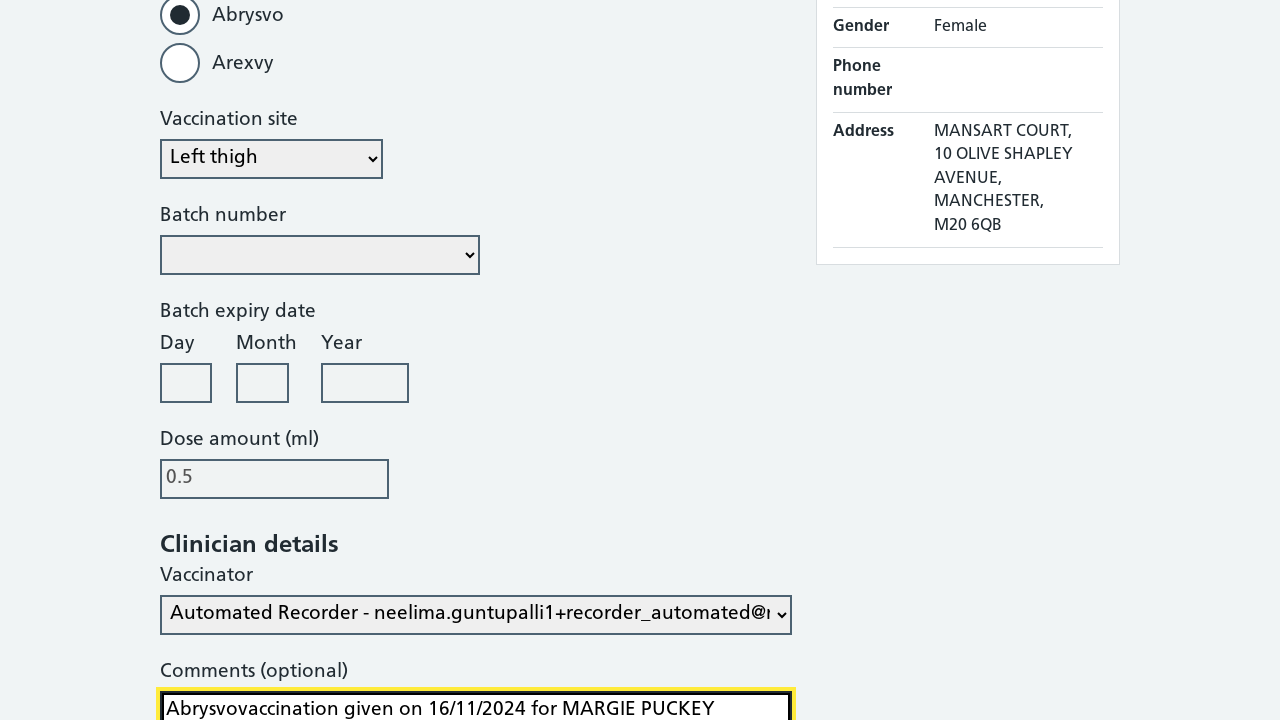 Abrysvo
Arexvy
Vaccination site
Left thigh
Batch number
Batch expiry date
Day Month Year
Dose amount (ml)
0.5
Clinician details
Vaccinator
Automated Recorder - neelima.guntupalli1+recorder_automated@
Comments (optional)
Abrysvovaccination given on 16/11/2024 for MARGIE PUCKEY
Gender Female
Phone
number
Address MANSART COURT,
10 OLIVE SHAPLEY
AVENUE,
MANCHESTER,
M20 6QB